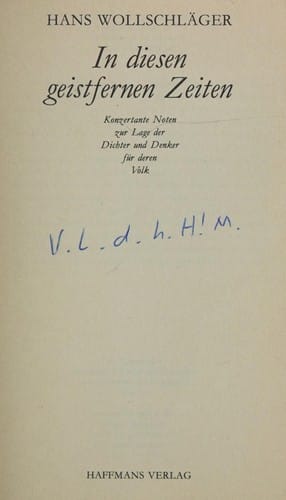 HANS WOLLSCHLÄGER
In diesen
geistfernen Zeiten
Konzertante Noten
zur Lage der
Dichter und Denker
für deren
Volk
V. L. d. h. H! M.
HAFFMANS VERLAG